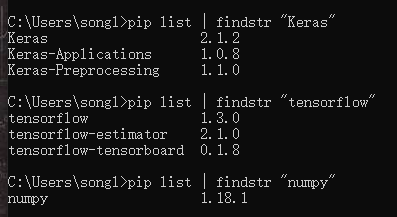 C:\Users\song1>pip list | findstr "Keras"
Keras 2.1.2
Keras-Applications 1.0.8
Keras-Preprocessing 1.1.0
C:\Users\song1>pip list | findstr "tensorflow"
tensorflow 1.3.0
tensorflow-estimator 2.1.0
tensorflow-tensorboard 0.1.8
C:\Users\song1>pip list | findstr "numpy"
numpy 1.18.1